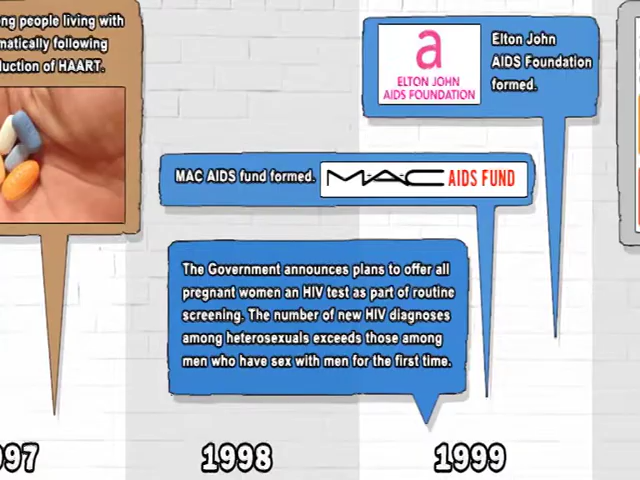 ng people living with
matically following
duction of HAART.
a
ELTON JOHN
AIDS FOUNDATION
Elton John
AIDS Foundation
formed.
MAC AIDS fund formed.
M·A·C AIDS FUND
The Government announces plans to offer all
pregnant women an HIV test as part of routine
screening. The number of new HIV diagnoses
among heterosexuals exceeds those among
men who have sex with men for the first time.
997
1998
1999